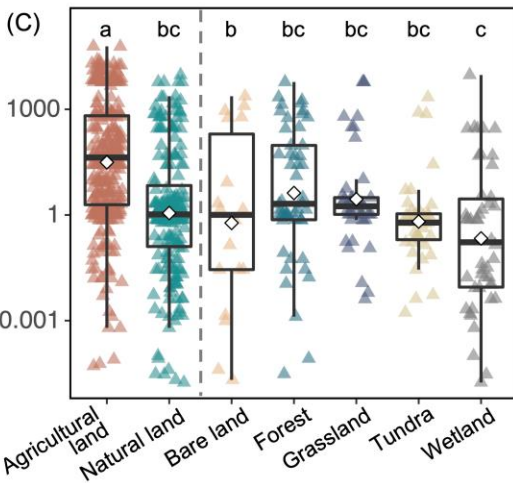 (C)
a bc b bc bc bc c
1000
1
0.001
Agricultural
land
Natural land
Bare land
Forest
Grassland
Tundra
Wetland